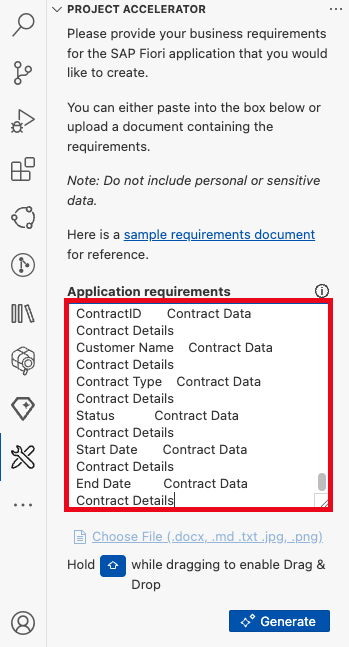 PROJECT ACCELERATOR
Please provide your business requirements
for the SAP Fiori application that you would
like to create.
You can either paste into the box below or
upload a document containing the
requirements.
Note: Do not include personal or sensitive
data.
Here is a sample requirements document
for reference.
Application requirements
ContractID Contract Data
Contract Details
Customer Name Contract Data
Contract Details
Contract Type Contract Data
Contract Details
Status Contract Data
Contract Details
Start Date Contract Data
Contract Details
End Date Contract Data
Contract Details
Choose File (.docx, .md .txt .jpg, .png)
Hold while dragging to enable Drag &
Drop
Generate